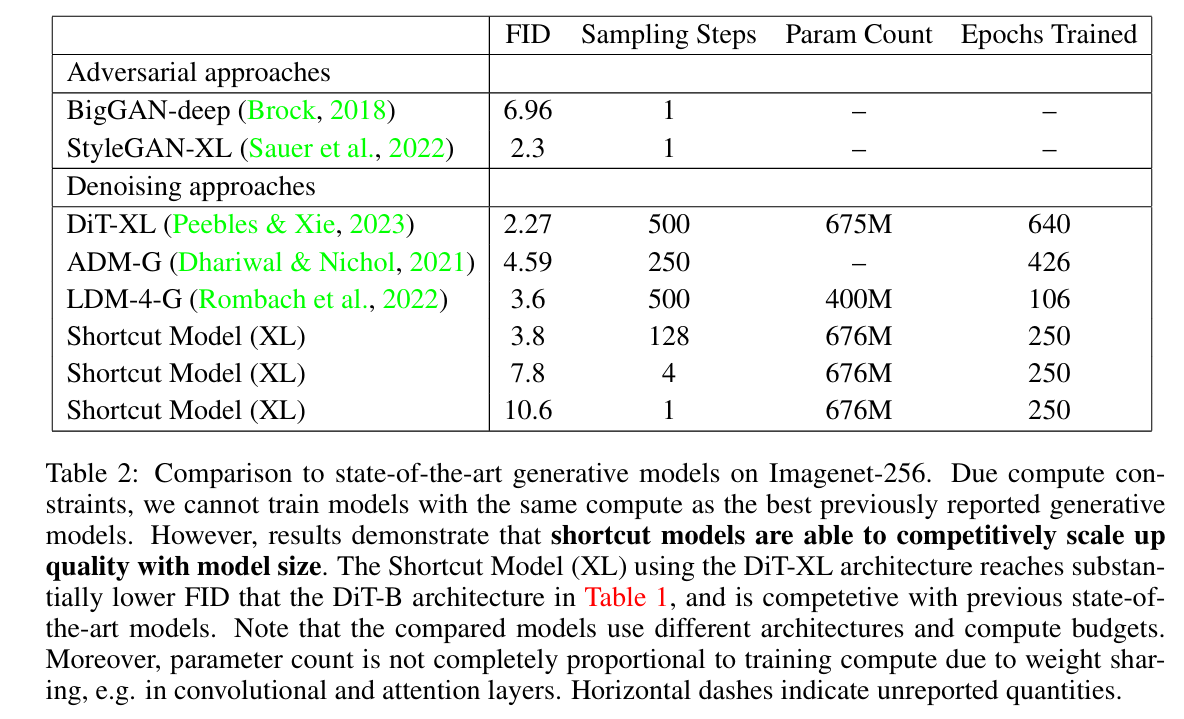 FID Sampling Steps Param Count Epochs Trained
Adversarial approaches
BigGAN-deep (Brock, 2018) 6.96 1 – –
StyleGAN-XL (Sauer et al., 2022) 2.3 1 – –
Denoising approaches
DiT-XL (Peebles & Xie, 2023) 2.27 500 675M 640
ADM-G (Dhariwal & Nichol, 2021) 4.59 250 – 426
LDM-4-G (Rombach et al., 2022) 3.6 500 400M 106
Shortcut Model (XL) 3.8 128 676M 250
Shortcut Model (XL) 7.8 4 676M 250
Shortcut Model (XL) 10.6 1 676M 250
Table 2: Comparison to state-of-the-art generative models on Imagenet-256. Due compute con-
straints, we cannot train models with the same compute as the best previously reported generative
models. However, results demonstrate that shortcut models are able to competitively scale up
quality with model size. The Shortcut Model (XL) using the DiT-XL architecture reaches substan-
tially lower FID that the DiT-B architecture in Table 1, and is competetive with previous state-of-
the-art models. Note that the compared models use different architectures and compute budgets.
Moreover, parameter count is not completely proportional to training compute due to weight shar-
ing, e.g. in convolutional and attention layers. Horizontal dashes indicate unreported quantities.